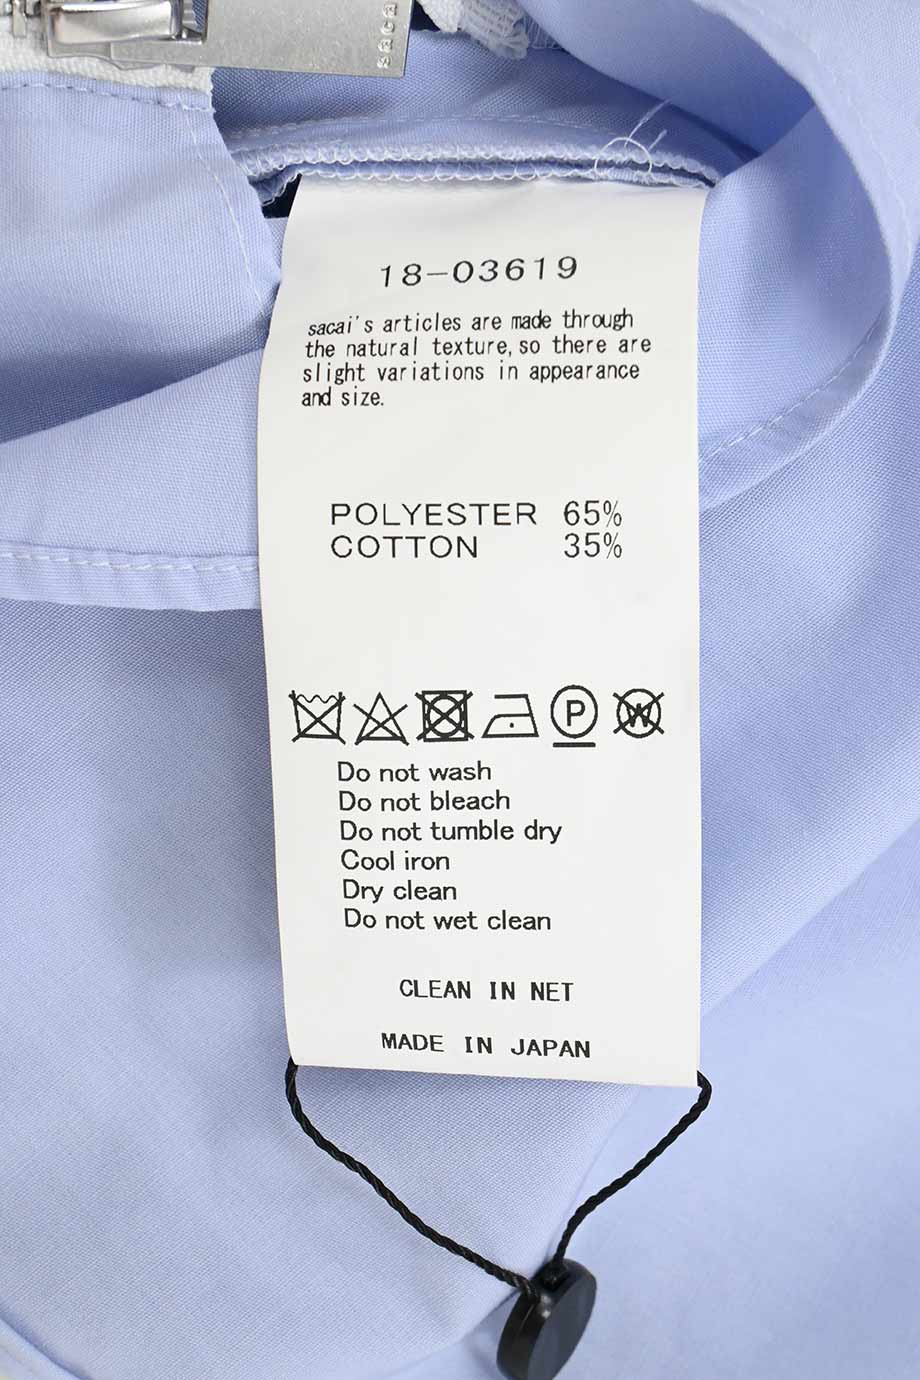 saca
18-03619
sacai's articles are made through
the natural texture, so there are
slight variations in appearance
and size.
POLYESTER 65%
COTTON 35%
P W
Do not wash
Do not bleach
Do not tumble dry
Cool iron
Dry clean
Do not wet clean
CLEAN IN NET
MADE IN JAPAN